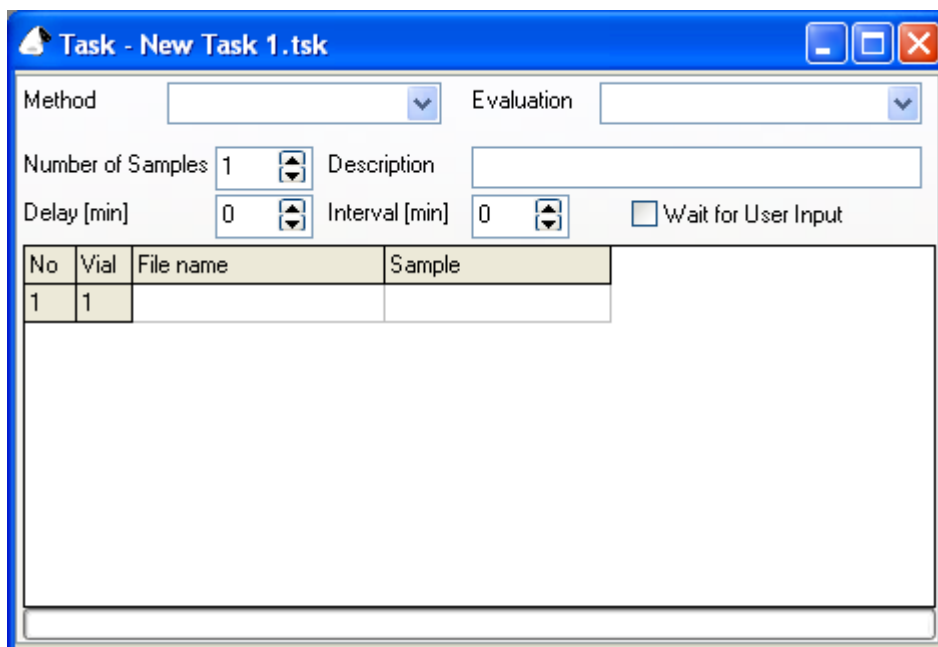 Task - New Task 1.tsk
Method Evaluation
Number of Samples 1 Description
Delay [min] 0 Interval [min] 0 Wait for User Input
No Vial File name Sample
1 1